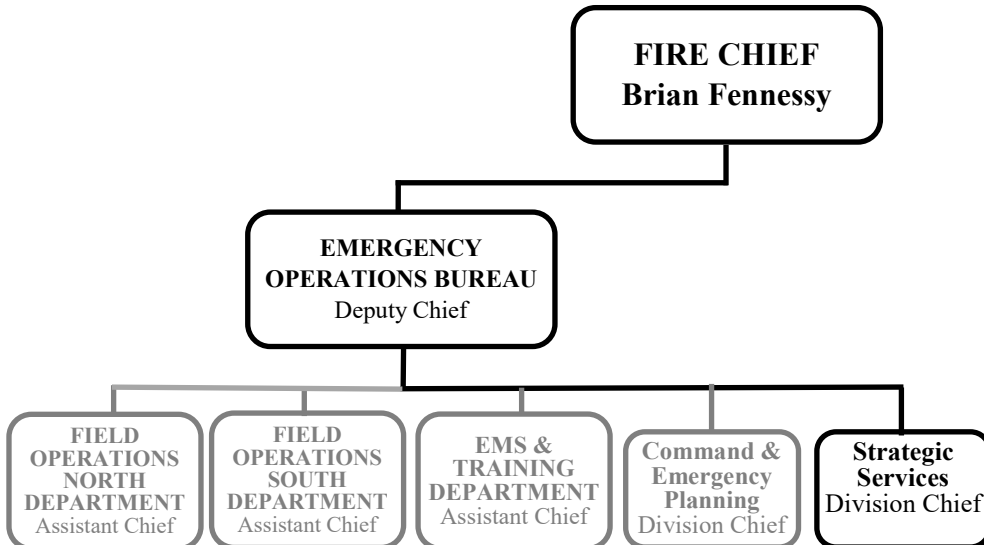 FIRE CHIEF
Brian Fennessy
EMERGENCY
OPERATIONS BUREAU
Deputy Chief
FIELD
OPERATIONS
NORTH
DEPARTMENT
Assistant Chief
FIELD
OPERATIONS
SOUTH
DEPARTMENT
Assistant Chief
EMS &
TRAINING
DEPARTMENT
Assistant Chief
Command &
Emergency
Planning
Division Chief
Strategic
Services
Division Chief